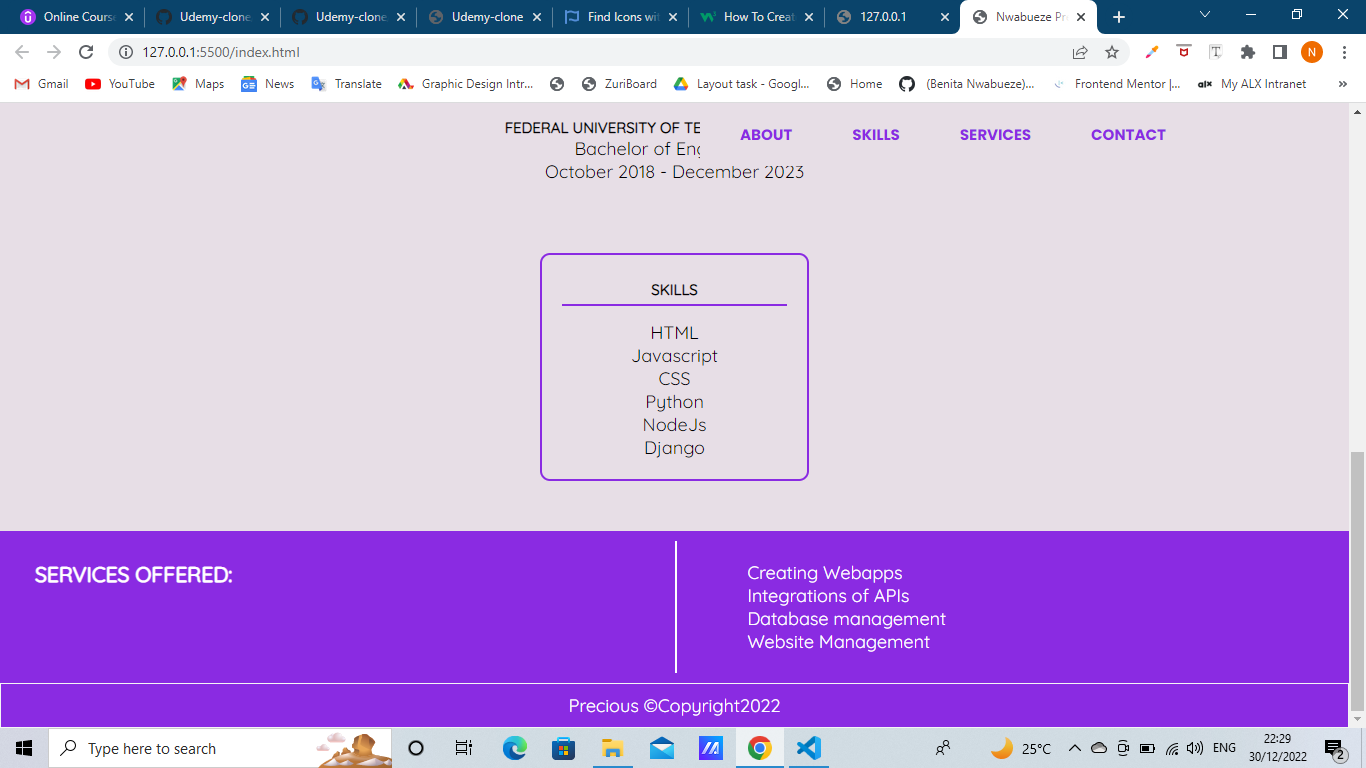 Online Cours
Udemy-clone
Udemy-clone
Udemy-clone
Find Icons wit
How To Creat
127.0.0.1
Nwabueze Pr
127.0.0.1:5500/index.html
N
Gmail
YouTube
Maps
News
Translate
Graphic Design Intr...
ZuriBoard
Layout task - Googl...
Home
(Benita Nwabueze)...
Frontend Mentor |...
alx My ALX Intranet
»
FEDERAL UNIVERSITY OF TE
ABOUT
SKILLS
SERVICES
CONTACT
Bachelor of Eng
October 2018 - December 2023
SKILLS
HTML
Javascript
CSS
Python
NodeJs
Django
SERVICES OFFERED:
Creating Webapps
Integrations of APIs
Database management
Website Management
Precious ©Copyright2022
Type here to search
25°C
ENG
22:29
30/12/2022
2